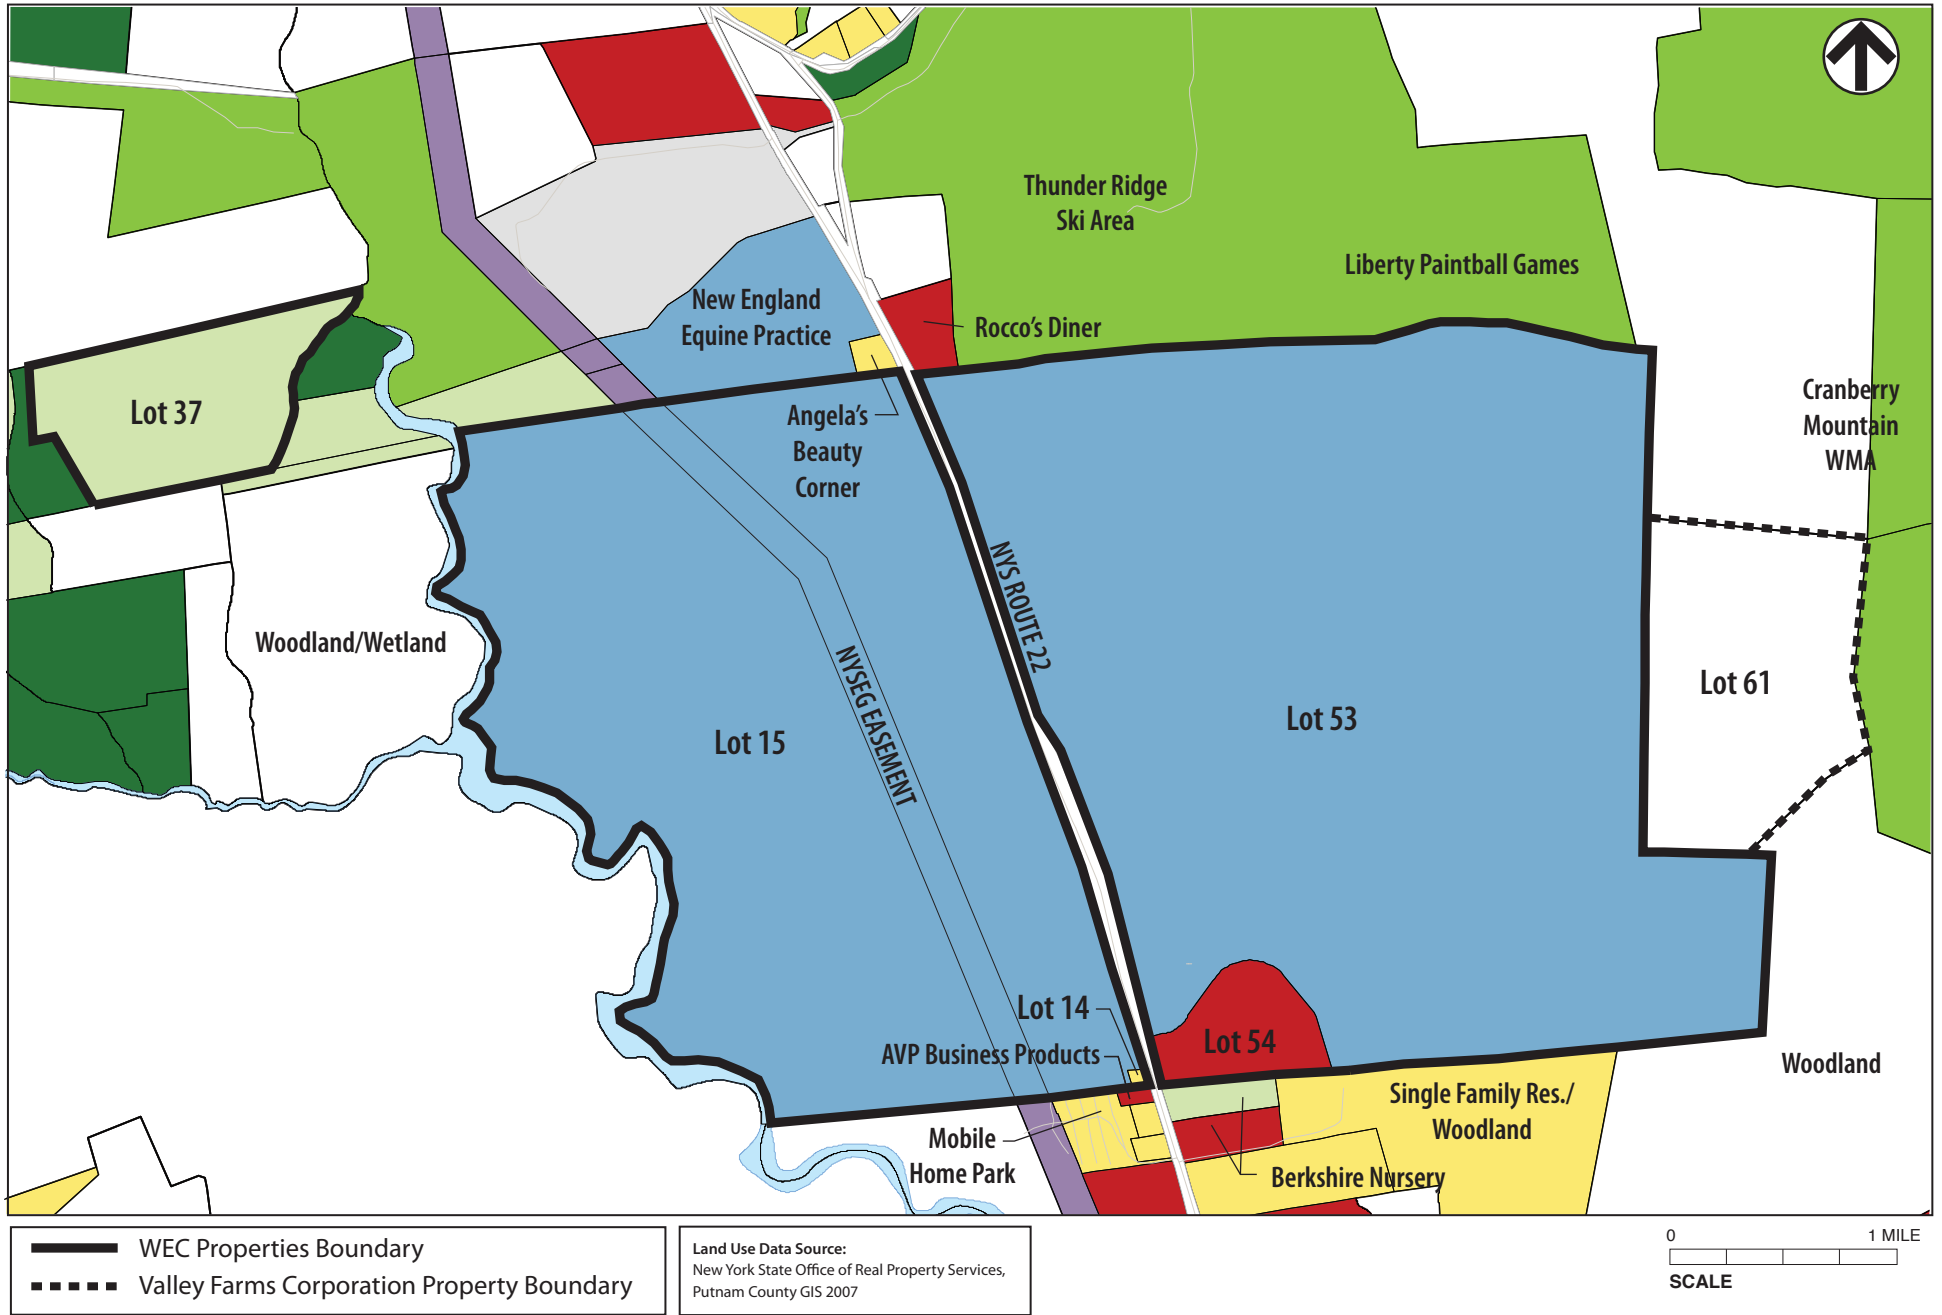 Thunder Ridge
Ski Area
Liberty Paintball Games
New England
Equine Practice
Rocco's Diner
Lot 37
Angela's
Beauty
Corner
Cranberry
Mountain
WMA
NYS ROUTE 22
Woodland/Wetland
NYSEG EASEMENT
Lot 15
Lot 53
Lot 61
Lot 14
AVP Business Products
Lot 54
Woodland
Single Family Res./
Woodland
Mobile
Home Park
Berkshire Nursery
WEC Properties Boundary
Valley Farms Corporation Property Boundary
Land Use Data Source:
New York State Office of Real Property Services,
Putnam County GIS 2007
0 1 MILE
SCALE